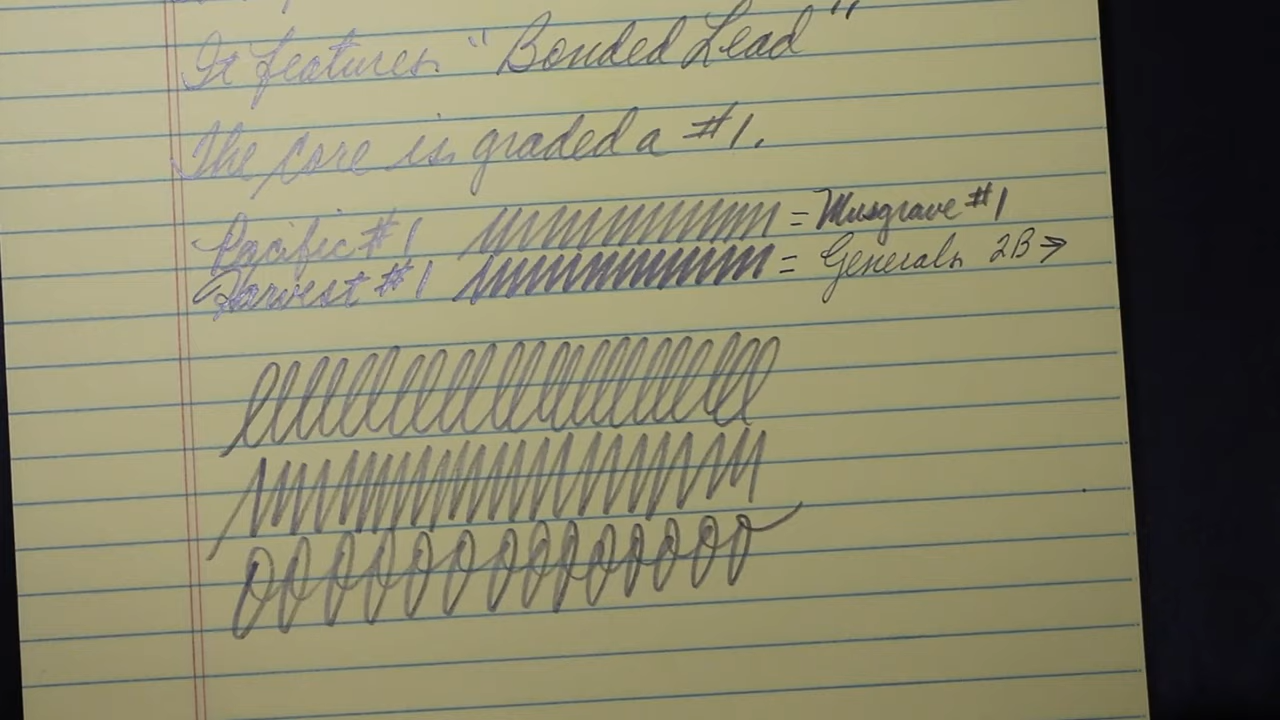 It features "Bonded Lead"
The core is graded a #1.
Pacific #1 = Musgrave #1
Harvest #1 = Generals 2B→